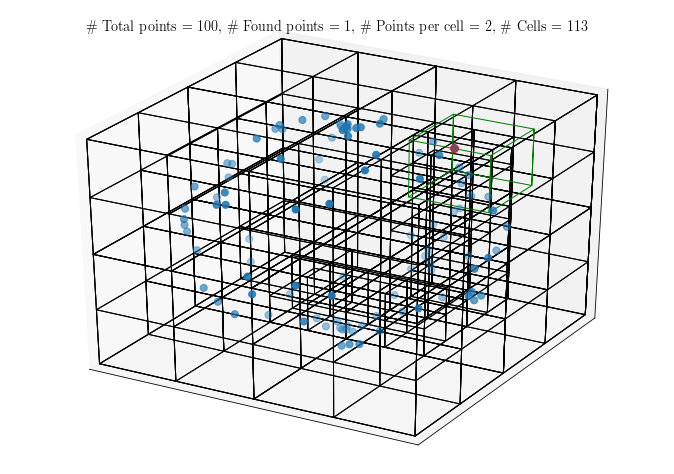 # Total points = 100, # Found points = 1, # Points per cell = 2, # Cells = 113